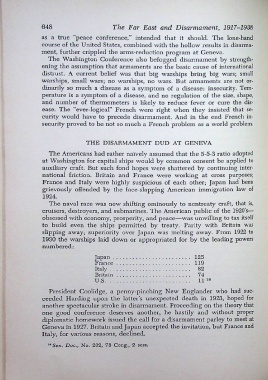 648 The Far East and Disarmament, 1917-1938
as a true "peace conference," intended that it should. The lone-hand
course of the United States, combined with the hollow results in disarma-
ment, further crippled the arms-reduction program at Geneva.
The Washington Conference also befogged disarmament by strength-
ening the assumption that armaments are the basic cause of international
distrust. A current belief was that big warships bring big wars; small
warships, small wars; no warships, no wars. But armaments are not or-
dinarily so much a disease as a symptom of a disease: insecurity. Tem-
perature is a symptom of a disease, and no regulation of the size, shape,
and number of thermometers is likely to reduce fever or cure the dis-
ease. The "ever-logical" French were right when they insisted that se-
curity would have to precede disarmament. And in the end French in-
security proved to be not so much a French problem as a world problem.
THE DISARMAMENT DUD AT GENEVA
The Americans had rather naïvely assumed that the 5-5-3 ratio adopted
at Washington for capital ships would by common consent be applied to
auxiliary craft. But such fond hopes were shattered by continuing inter-
national friction. Britain and France were working at cross purposes;
France and Italy were highly suspicious of each other; Japan had been
grievously offended by the face-slapping American immigration law of
1924.
The naval race was now shifting ominously to noncraty craft, that is,
cruisers, destroyers, and submarines. The American public of the 1920's—
obsessed with economy, prosperity, and peace—was unwilling to tax itself
to build even the ships permitted by treaty. Parity with Britain was
slipping away; superiority over Japan was melting away. From 1922 to
1930 the warships laid down or appropriated for by the leading powers
numbered:
Japan 125
France 119
Italy 82
Britain 74
U.S. 11 16
President Coolidge, a penny-pinching New Englander who had suc-
ceeded Harding upon the latter's unexpected death in 1923, hoped for
another spectacular stroke in disarmament. Proceeding on the theory that
one good conference deserves another, he hastily and without proper
diplomatic homework issued the call for a disarmament parley to meet at
Geneva in 1927. Britain and Japan accepted the invitation, but France and
Italy, for various reasons, declined.
16 Sen. Doc., No. 202, 78 Cong., 2 sess.